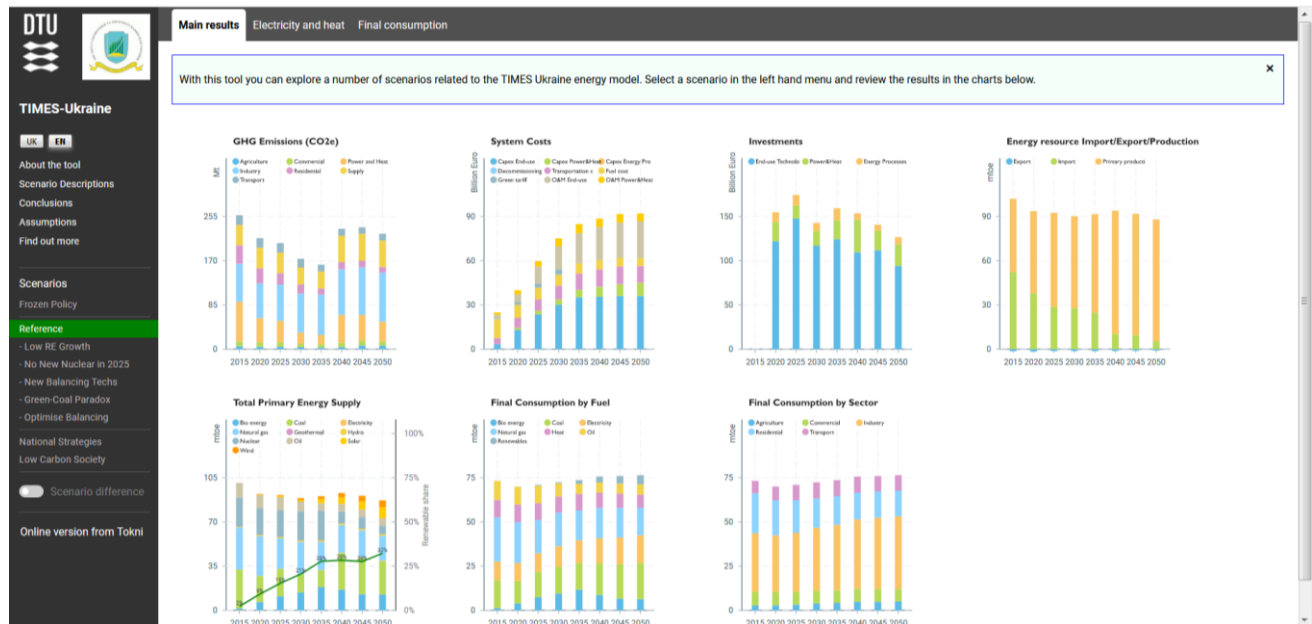 DTU
TIMES-Ukraine
UK EN
About the tool
Scenario Descriptions
Conclusions
Assumptions
Find out more
Scenarios
Frozen Policy
Reference
- Low RE Growth
- No New Nuclear in 2025
- New Balancing Techs
- Green-Coal Paradox
- Optimise Balancing
National Strategies
Low Carbon Society
Scenario difference
Online version from Tokni
Main results Electricity and heat Final consumption
With this tool you can explore a number of scenarios related to the TIMES Ukraine energy model. Select a scenario in the left hand menu and review the results in the charts below.
×
GHG Emissions (CO2e)
Agriculture Commercial Power and Heat
Industry Residential Supply
Transport
Mt
255
170
85
0
2015 2020 2025 2030 2035 2040 2045 2050
System Costs
Capex End-use Capex Power&Heat Capex Energy Pro
Decommissioning Transportation c Fuel cost
Green tariff O&M End-use O&M Power&Heat
Billion Euro
90
60
30
0
2015 2020 2025 2030 2035 2040 2045 2050
Investments
End-use Technolo Power&Heat Energy Processes
Billion Euro
150
100
50
0
2015 2020 2025 2030 2035 2040 2045 2050
Energy resource Import/Export/Production
Export Import Primary producti
mtoe
90
60
30
0
2015 2020 2025 2030 2035 2040 2045 2050
Total Primary Energy Supply
Bio energy Coal Electricity
Natural gas Geothermal Hydro
Nuclear Oil Solar
Wind
mtoe
105
70
35
0
100%
75%
50%
25%
0%
Renewable share
32%
2015 2020 2025 2030 2035 2040 2045 2050
Final Consumption by Fuel
Bio energy Coal Electricity
Natural gas Heat Oil
Renewables
mtoe
75
50
25
0
2015 2020 2025 2030 2035 2040 2045 2050
Final Consumption by Sector
Agriculture Commercial Industry
Residential Transport
mtoe
75
50
25
0
2015 2020 2025 2030 2035 2040 2045 2050